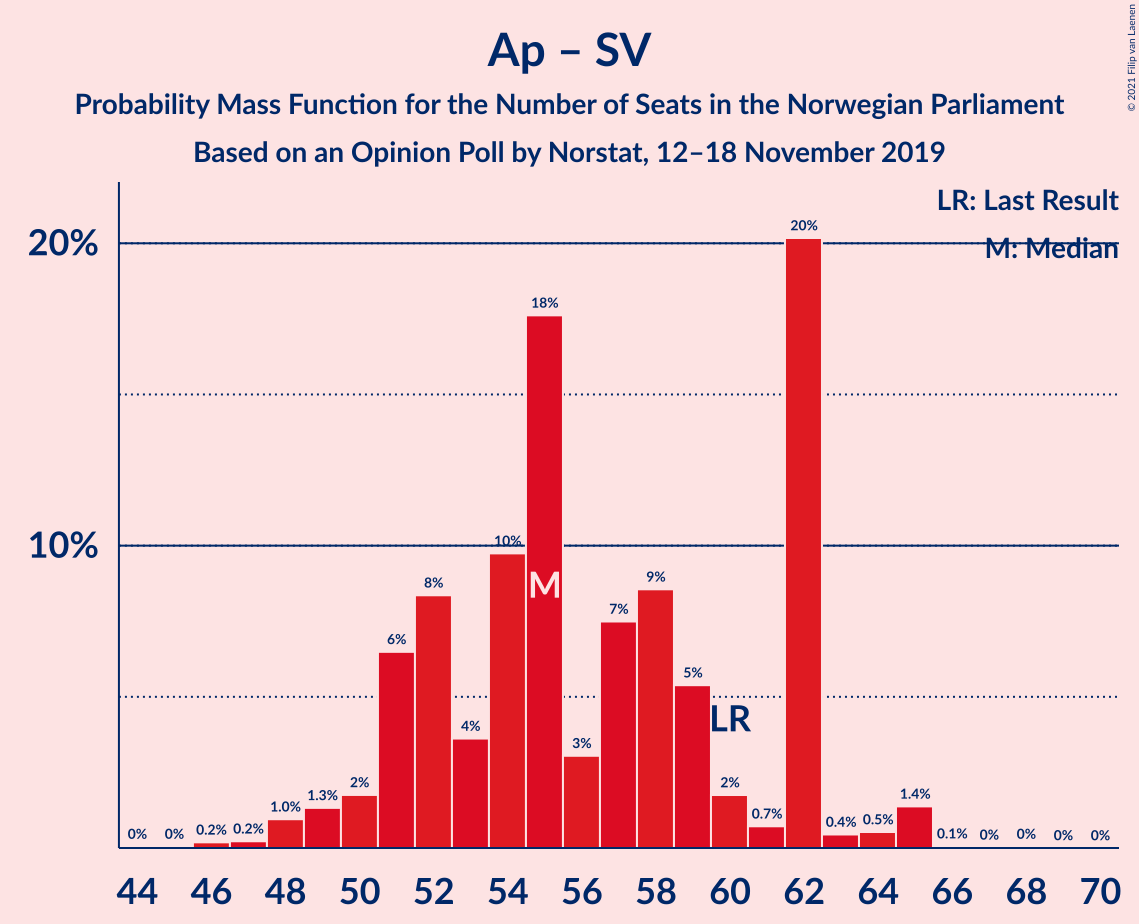 Ap – SV
Probability Mass Function for the Number of Seats in the Norwegian Parliament
Based on an Opinion Poll by Norstat, 12–18 November 2019
© 2021 Filip van Laenen
LR: Last Result
M: Median
20%
10%
0% 0% 0.2% 0.2% 1.0% 1.3% 2% 6% 8% 4% 10% 18% 3% 7% 9% 5% 2% 0.7% 20% 0.4% 0.5% 1.4% 0.1% 0% 0% 0% 0%
M
LR
44 46 48 50 52 54 56 58 60 62 64 66 68 70